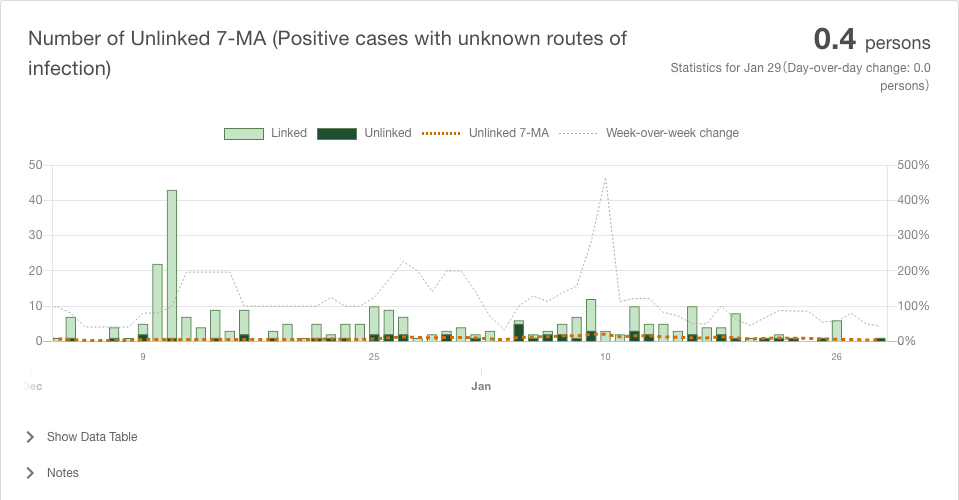 Number of Unlinked 7-MA (Positive cases with unknown routes of
infection)
0.4 persons
Statistics for Jan 29(Day-over-day change: 0.0
persons)
Linked Unlinked Unlinked 7-MA Week-over-week change
50 500%
40 400%
30 300%
20 200%
10 100%
0 0%
9 25 10 26
Dec Jan
Show Data Table
Notes